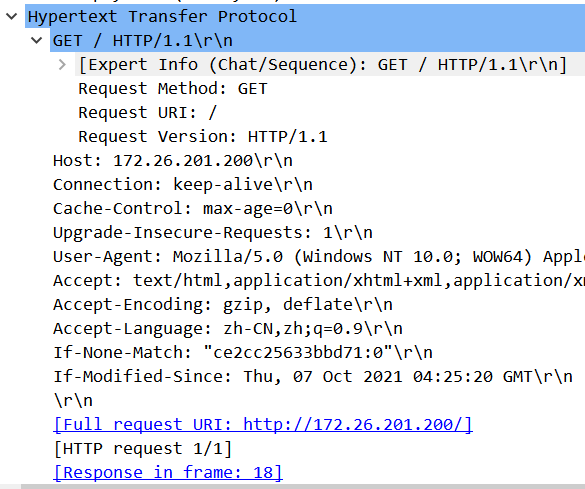 Hypertext Transfer Protocol
GET / HTTP/1.1\r\n
[Expert Info (Chat/Sequence): GET / HTTP/1.1\r\n]
Request Method: GET
Request URI: /
Request Version: HTTP/1.1
Host: 172.26.201.200\r\n
Connection: keep-alive\r\n
Cache-Control: max-age=0\r\n
Upgrade-Insecure-Requests: 1\r\n
User-Agent: Mozilla/5.0 (Windows NT 10.0; WOW64)
Accept: text/html,application/xhtml+xml,
Accept-Encoding: gzip, deflate\r\n
Accept-Language: zh-CN,zh;q=0.9\r\n
If-None-Match: "ce2cc25633bbd71:0"\r\n
If-Modified-Since: Thu, 07 Oct 2021 04:25:20 GMT\r\n
\r\n
[Full request URI: http://172.26.201.200/]
[HTTP request 1/1]
[Response in frame: 18]